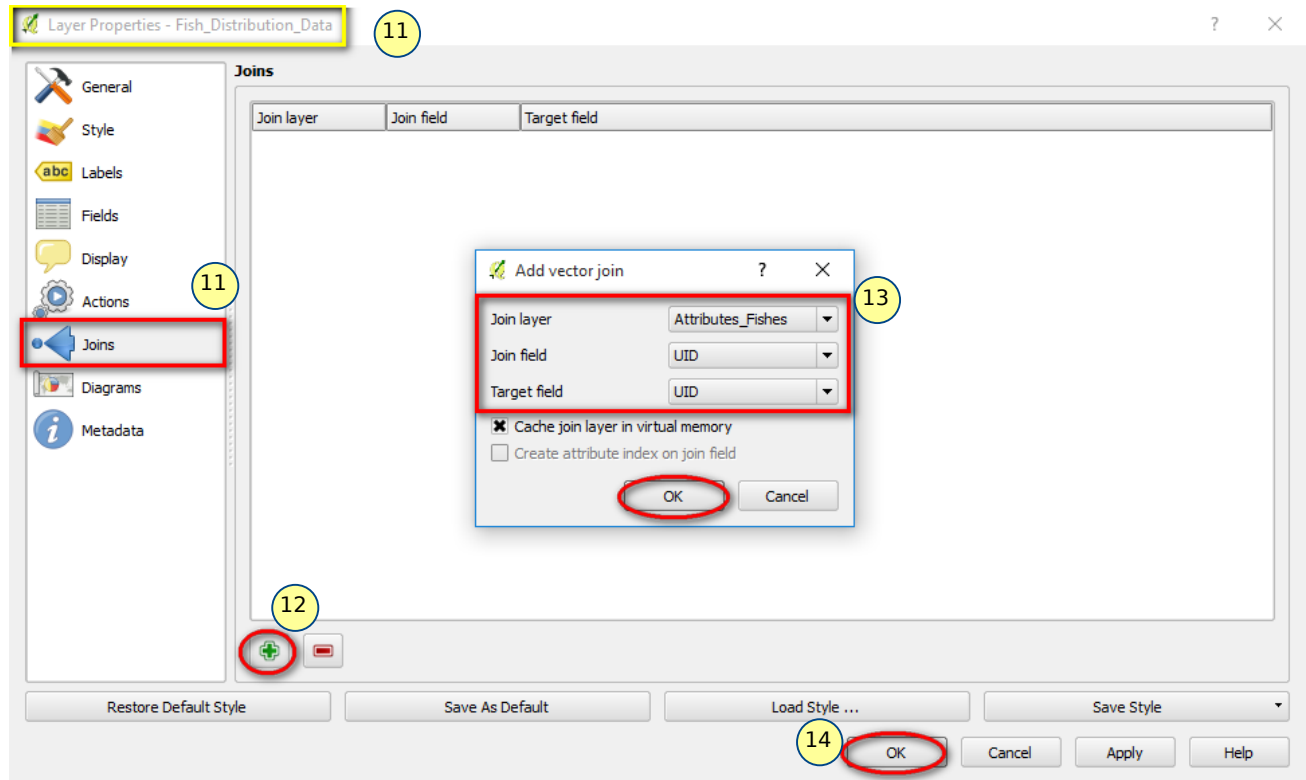 Layer Properties - Fish_Distribution_Data
11
?
Joins
General
Style
abc Labels
Fields
Display
11
Actions
Joins
Diagrams
i Metadata
Join layer Join field Target field
Add vector join ?
13
Join layer Attributes_Fishes
Join field UID
Target field UID
Cache join layer in virtual memory
Create attribute index on join field
OK Cancel
12
Restore Default Style Save As Default Load Style ... Save Style
14
OK Cancel Apply Help